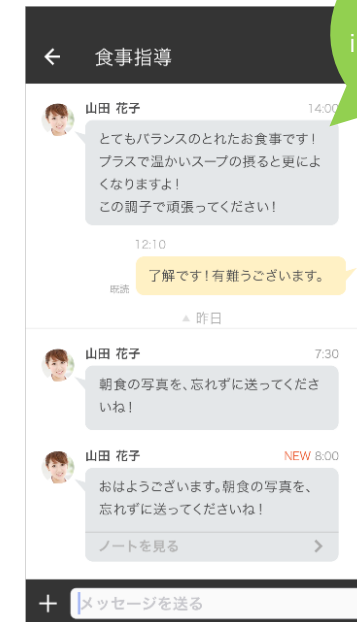 食事指導
i
山田 花子 14:00
とてもバランスのとれたお食事です！
プラスで温かいスープの摂ると更によ
くなりますよ！
この調子で頑張ってください！
12:10
了解です！有難うございます。
既読
▲ 昨日
山田 花子 7:30
朝食の写真を、忘れずに送ってくださ
いね！
山田 花子 NEW 8:00
おはようございます。朝食の写真を、
忘れずに送ってくださいね！
ノートを見る
メッセージを送る